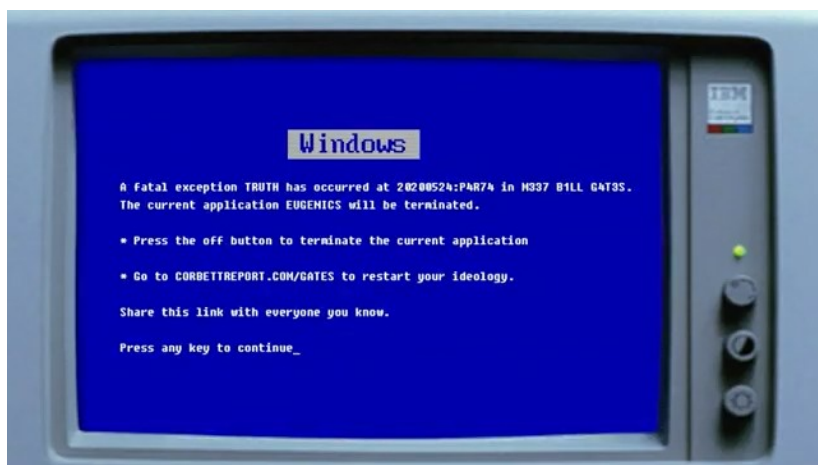 IBM
Windows
A fatal exception TRUTH has occurred at 20200524:P4R74 in M337 B1LL G4T3S.
The current application EUGENICS will be terminated.
* Press the off button to terminate the current application
* Go to CORBETTREPORT.COM/GATES to restart your ideology.
Share this link with everyone you know.
Press any key to continue_